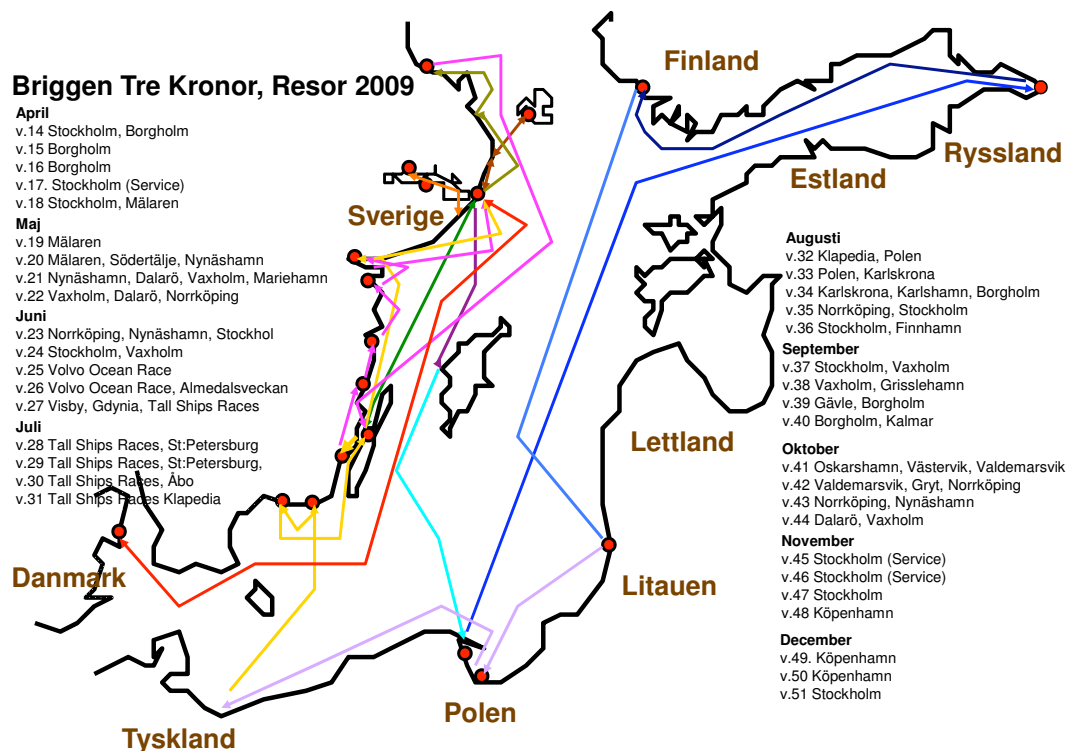 Briggen Tre Kronor, Resor 2009
April
v.14 Stockholm, Borgholm
v.15 Borgholm
v.16 Borgholm
v.17. Stockholm (Service)
v.18 Stockholm, Mälaren
Maj
v.19 Mälaren
v.20 Mälaren, Södertälje, Nynäshamn
v.21 Nynäshamn, Dalarö, Vaxholm, Mariehamn
v.22 Vaxholm, Dalarö, Norrköping
Juni
v.23 Norrköping, Nynäshamn, Stockhol
v.24 Stockholm, Vaxholm
v.25 Volvo Ocean Race
v.26 Volvo Ocean Race, Almedalsveckan
v.27 Visby, Gdynia, Tall Ships Races
Juli
v.28 Tall Ships Races, St:Petersburg
v.29 Tall Ships Races, St:Petersburg,
v.30 Tall Ships Races, Åbo
v.31 Tall Ships Races Klapedia
Finland
Ryssland
Estland
Sverige
Lettland
Litauen
Danmark
Polen
Tyskland
Augusti
v.32 Klapedia, Polen
v.33 Polen, Karlskrona
v.34 Karlskrona, Karlshamn, Borgholm
v.35 Norrköping, Stockholm
v.36 Stockholm, Finnhamn
September
v.37 Stockholm, Vaxholm
v.38 Vaxholm, Grisslehamn
v.39 Gävle, Borgholm
v.40 Borgholm, Kalmar
Oktober
v.41 Oskarshamn, Västervik, Valdemarsvik
v.42 Valdemarsvik, Gryt, Norrköping
v.43 Norrköping, Nynäshamn
v.44 Dalarö, Vaxholm
November
v.45 Stockholm (Service)
v.46 Stockholm (Service)
v.47 Stockholm
v.48 Köpenhamn
December
v.49. Köpenhamn
v.50 Köpenhamn
v.51 Stockholm